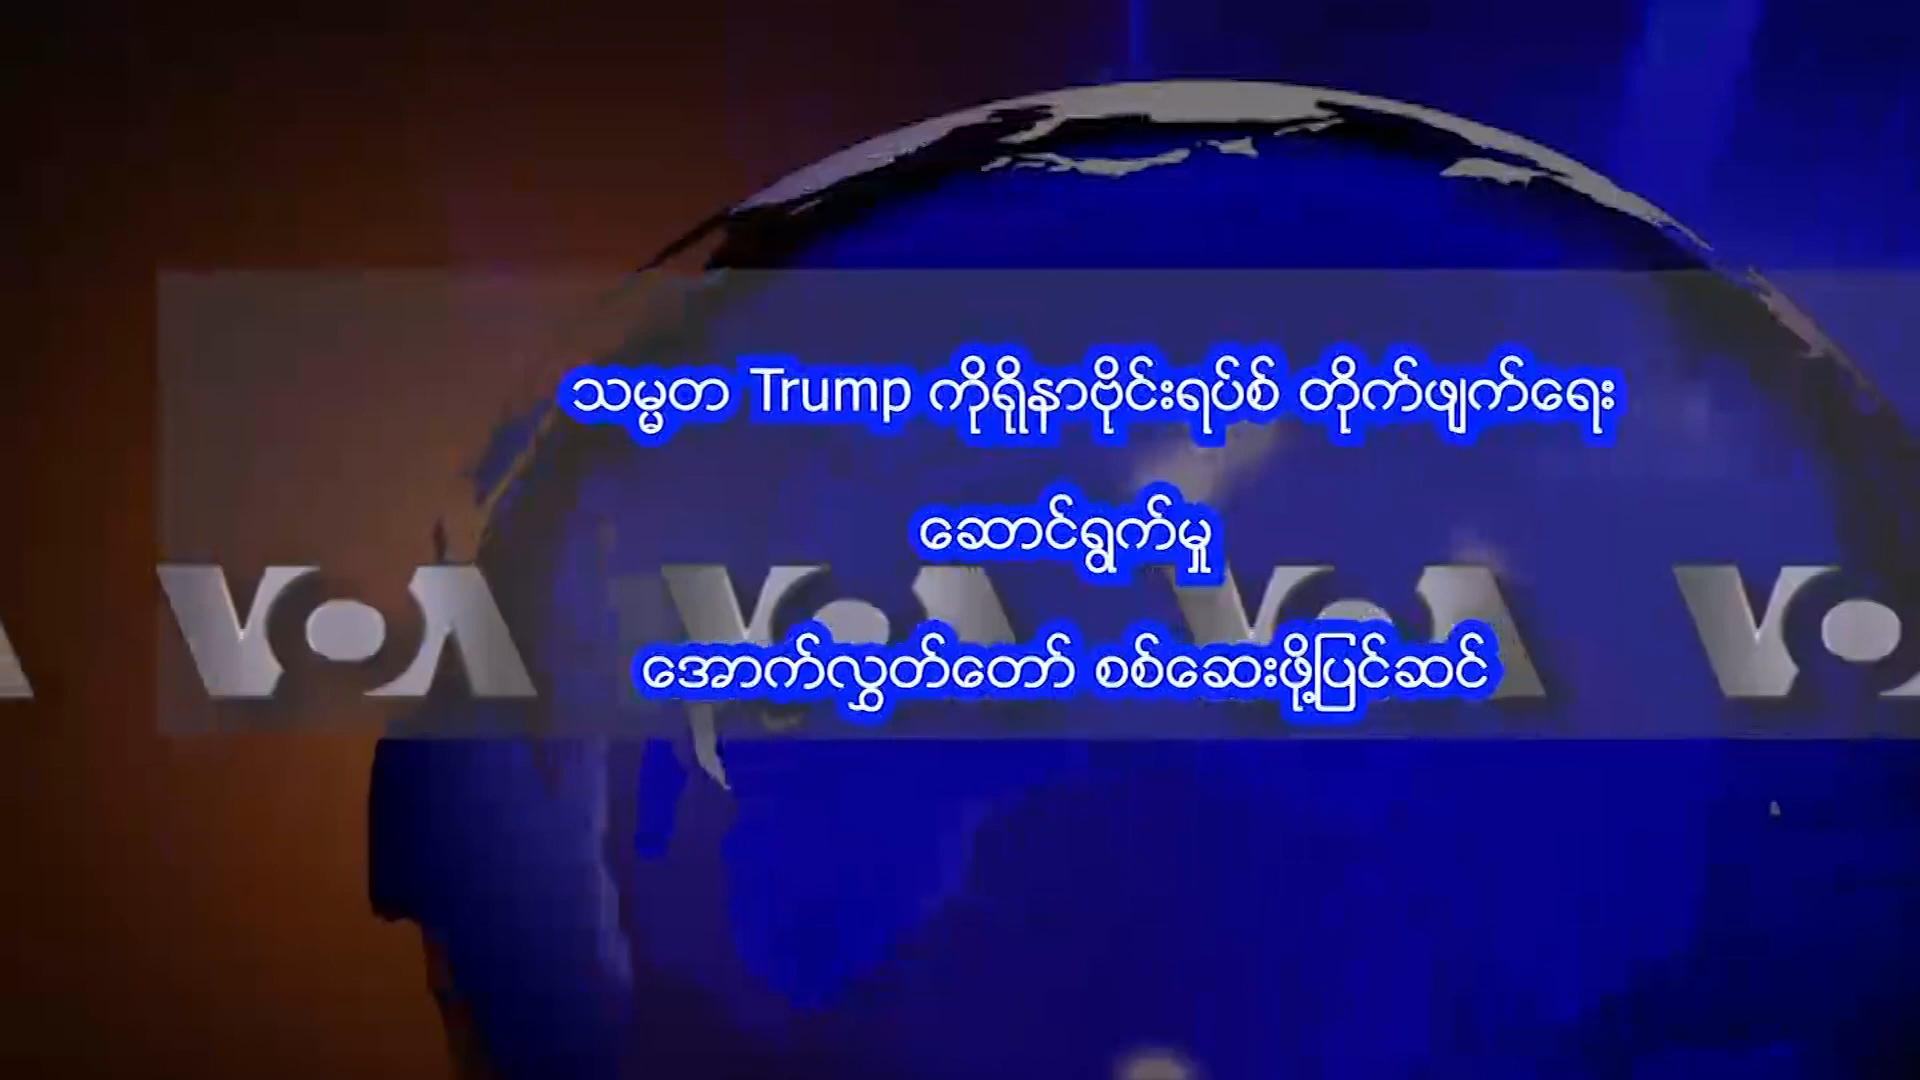 သမ္မတ Trump ကိုရိုနာဗိုင်းရပ်စ် တိုက်ဖျက်ရေး
ဆောင်ရွက်မှု
VOA VOA VOA VO
အောက်လွှတ်တော် စစ်ဆေးဖို့ပြင်ဆင်